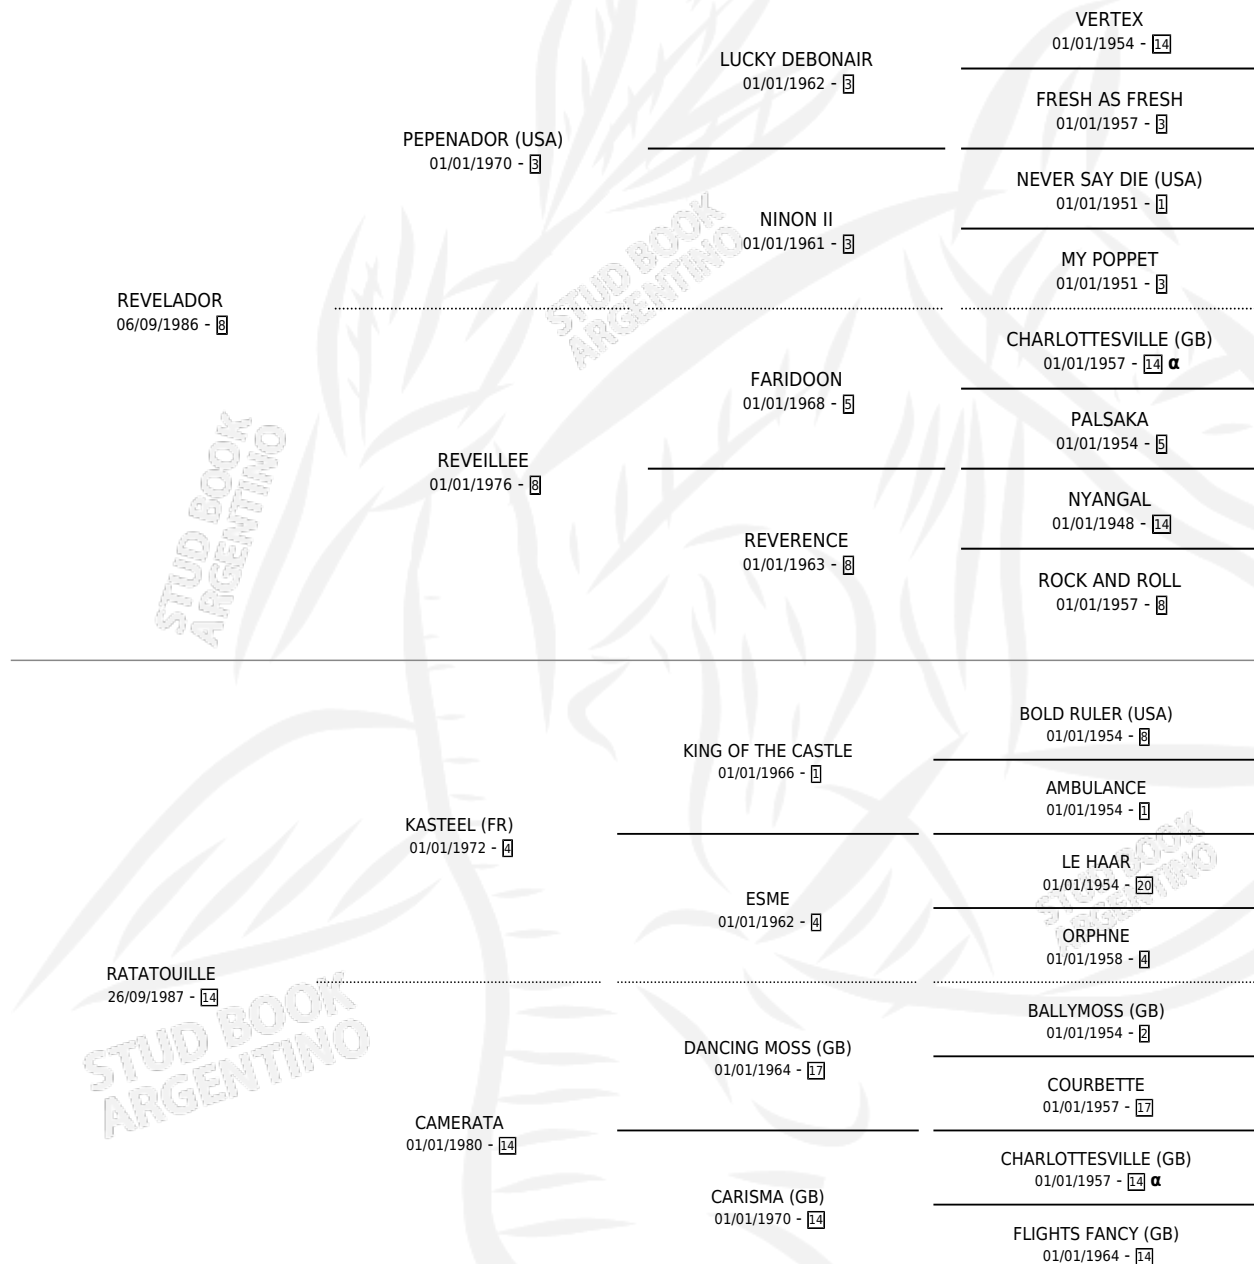 VERTEX
01/01/1954 - 14
LUCKY DEBONAIR
01/01/1962 - 3
FRESH AS FRESH
01/01/1957 - 3
PEPENADOR (USA)
01/01/1970 - 3
NEVER SAY DIE (USA)
01/01/1951 - 1
NINON II
01/01/1961 - 3
MY POPPET
01/01/1951 - 3
STUD BOOK
ARGENTINO
REVELADOR
06/09/1986 - 8
CHARLOTTESVILLE (GB)
01/01/1957 - 14 α
FARIDOON
01/01/1968 - 5
PALSAKA
01/01/1954 - 5
REVEILLEE
01/01/1976 - 8
NYANGAL
01/01/1948 - 14
REVERENCE
01/01/1963 - 8
ROCK AND ROLL
01/01/1957 - 8
STUD BOOK
ARGENTINO
BOLD RULER (USA)
01/01/1954 - 8
KING OF THE CASTLE
01/01/1966 - 1
AMBULANCE
01/01/1954 - 1
KASTEEL (FR)
01/01/1972 - 4
LE HAAR
01/01/1954 - 20
ESME
01/01/1962 - 4
ORPHNE
01/01/1958 - 4
STUD BOOK
ARGENTINO
RATATOUILLE
26/09/1987 - 14
STUD BOOK
ARGENTINO
BALLYMOSS (GB)
01/01/1954 - 2
DANCING MOSS (GB)
01/01/1964 - 17
COURBETTE
01/01/1957 - 17
CAMERATA
01/01/1980 - 14
CHARLOTTESVILLE (GB)
01/01/1957 - 14 α
CARISMA (GB)
01/01/1970 - 14
FLIGHTS FANCY (GB)
01/01/1964 - 14